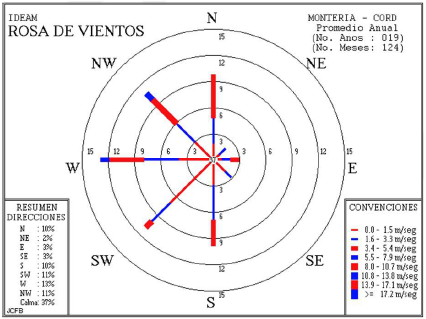 IDEAM
ROSA DE VIENTOS
MONTERIA - CORD
Promedio Anual
(No. Anos : 019)
(No. Meses: 124)
N
NW
NE
W
E
SW
SE
S
15
12
9
6
3
15
12
9
6
3
3
6
9
12
15
3
6
9
12
15
37
RESUMEN
DIRECCIONES
N : 10%
NE : 2%
E : 3%
SE : 3%
S : 10%
SW : 11%
W : 13%
NW : 11%
Calma: 37%
JCFB
CONVENCIONES
0.0 - 1.5 m/seg
1.6 - 3.3 m/seg
3.4 - 5.4 m/seg
5.5 - 7.9 m/seg
8.0 - 10.7 m/seg
10.8 - 13.8 m/seg
13.9 - 17.1 m/seg
>= 17.2 m/seg